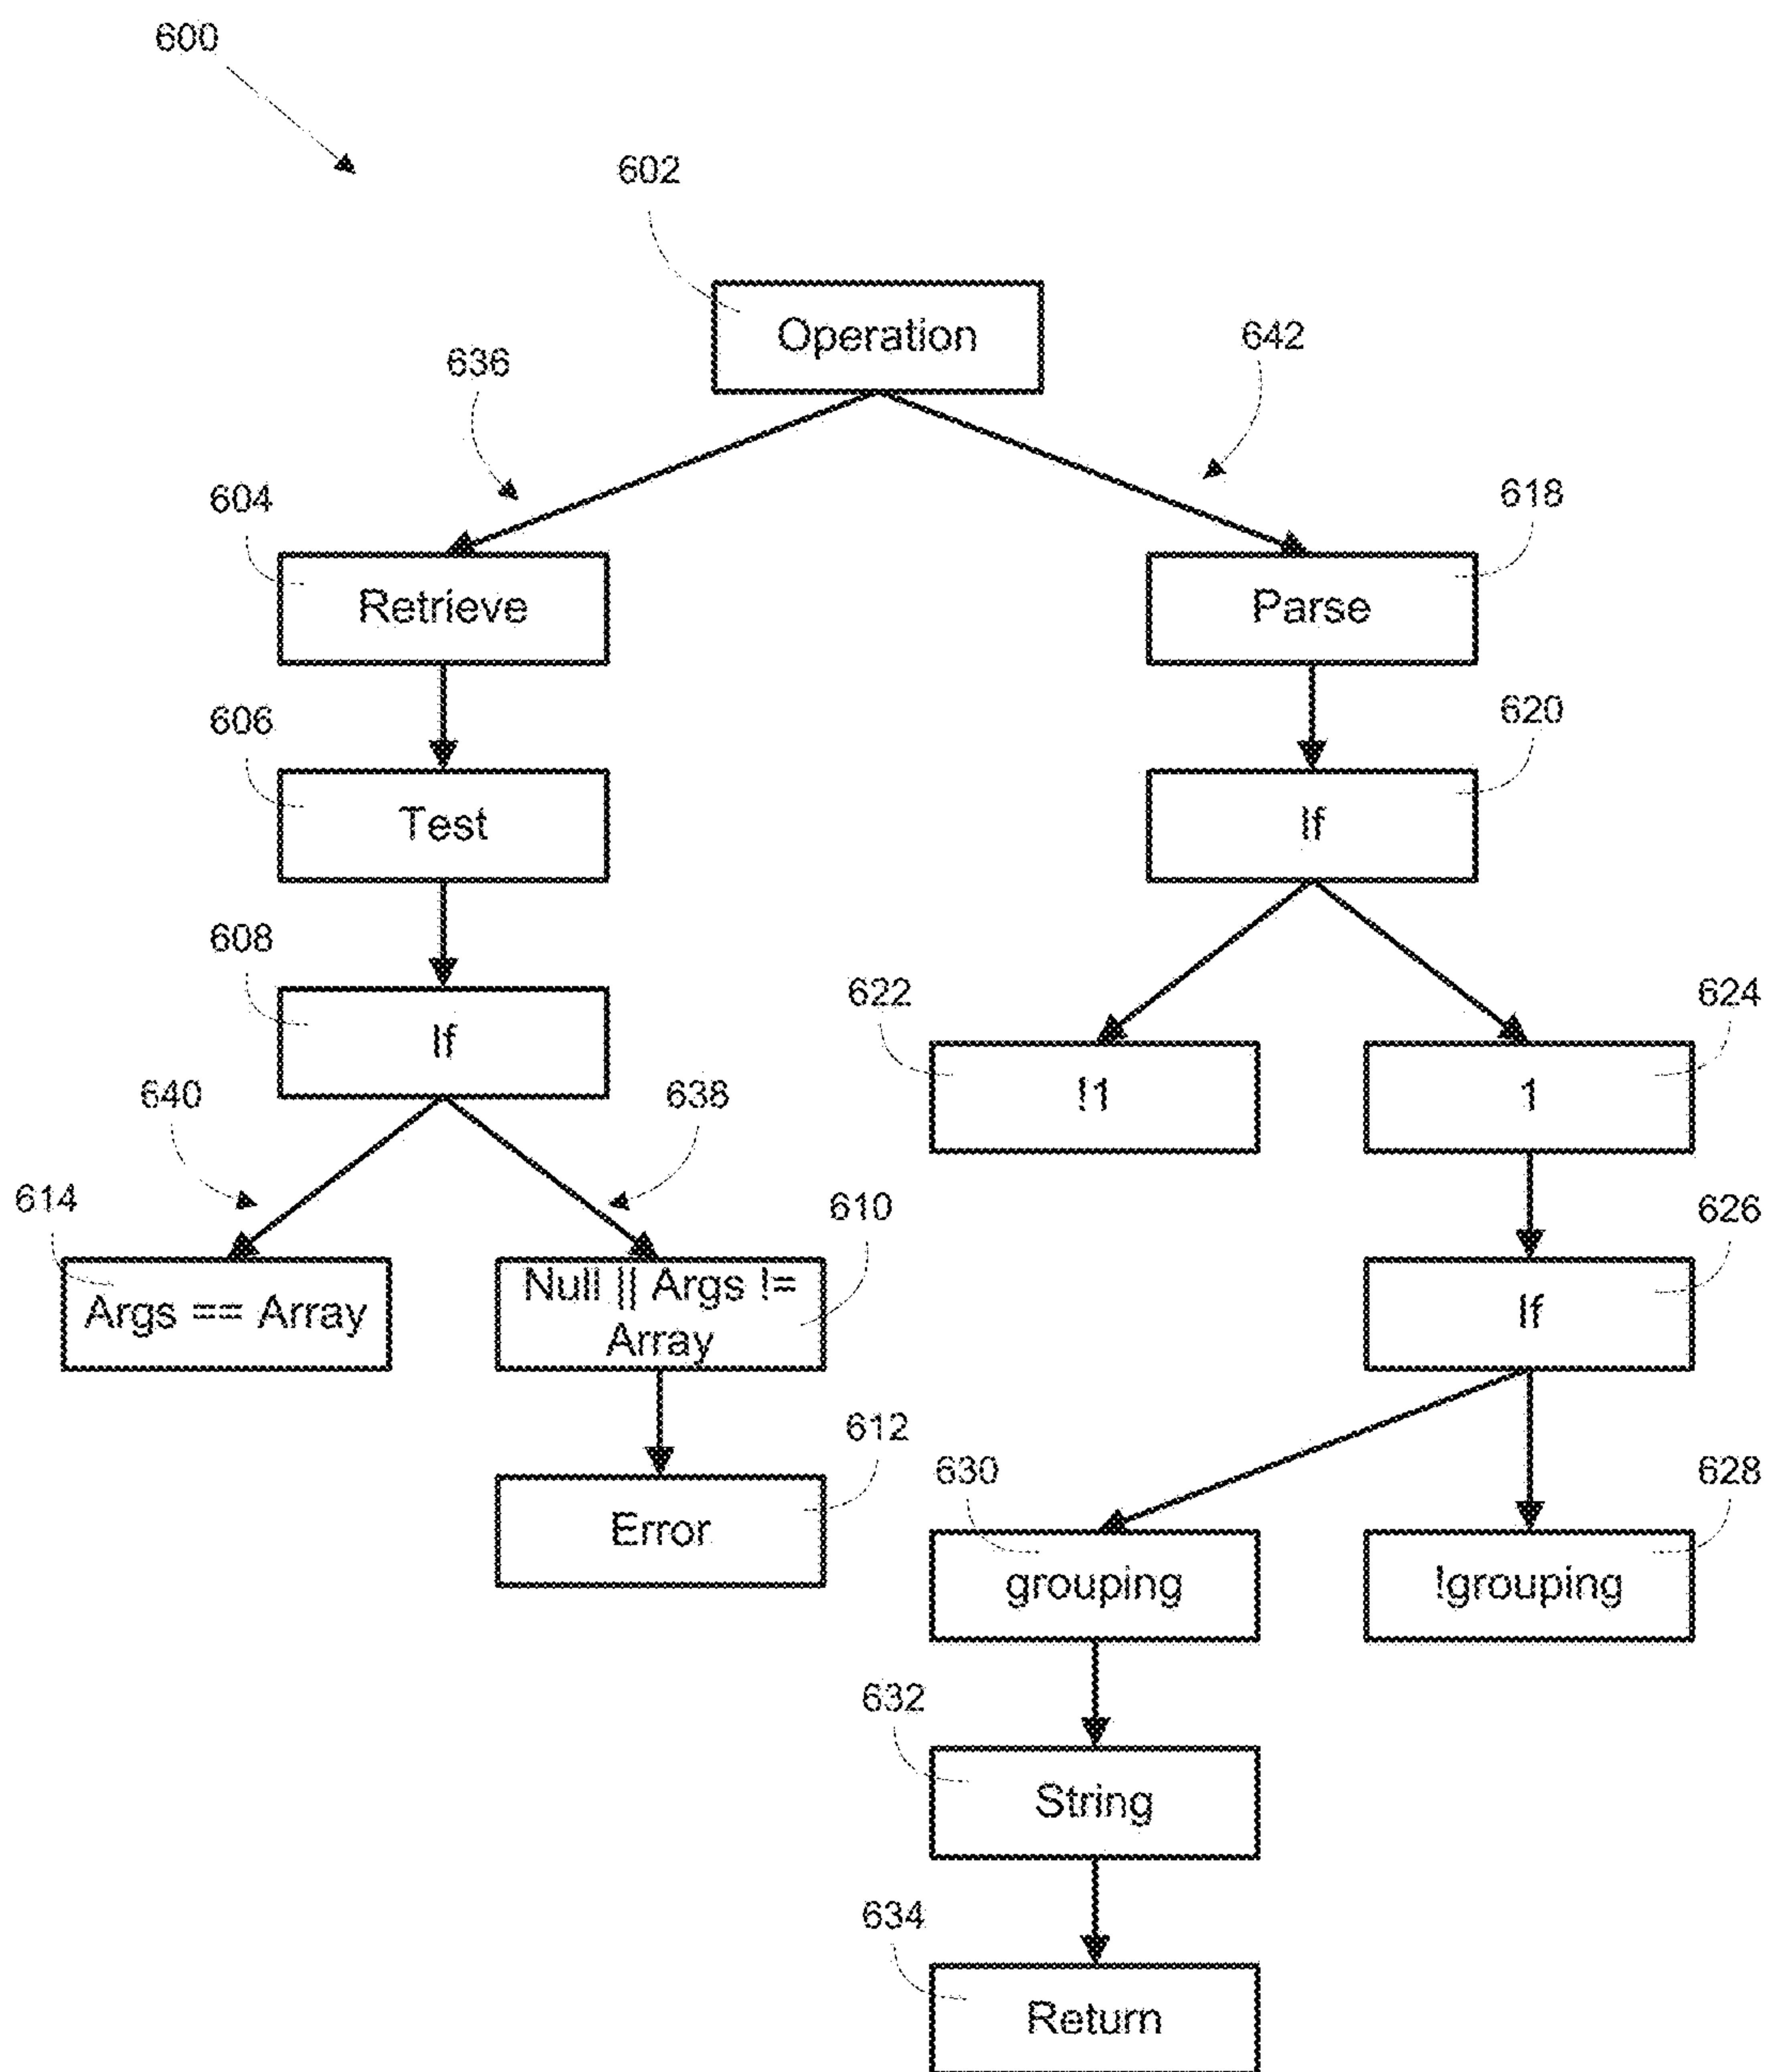 600
602
Operation
636
642
604
618
Retrieve
Parse
606
620
Test
If
608
622
624
If
!1
1
640
638
614
610
626
Args == Array
Null || Args !=
Array
If
612
630
628
Error
grouping
!grouping
632
String
634
Return